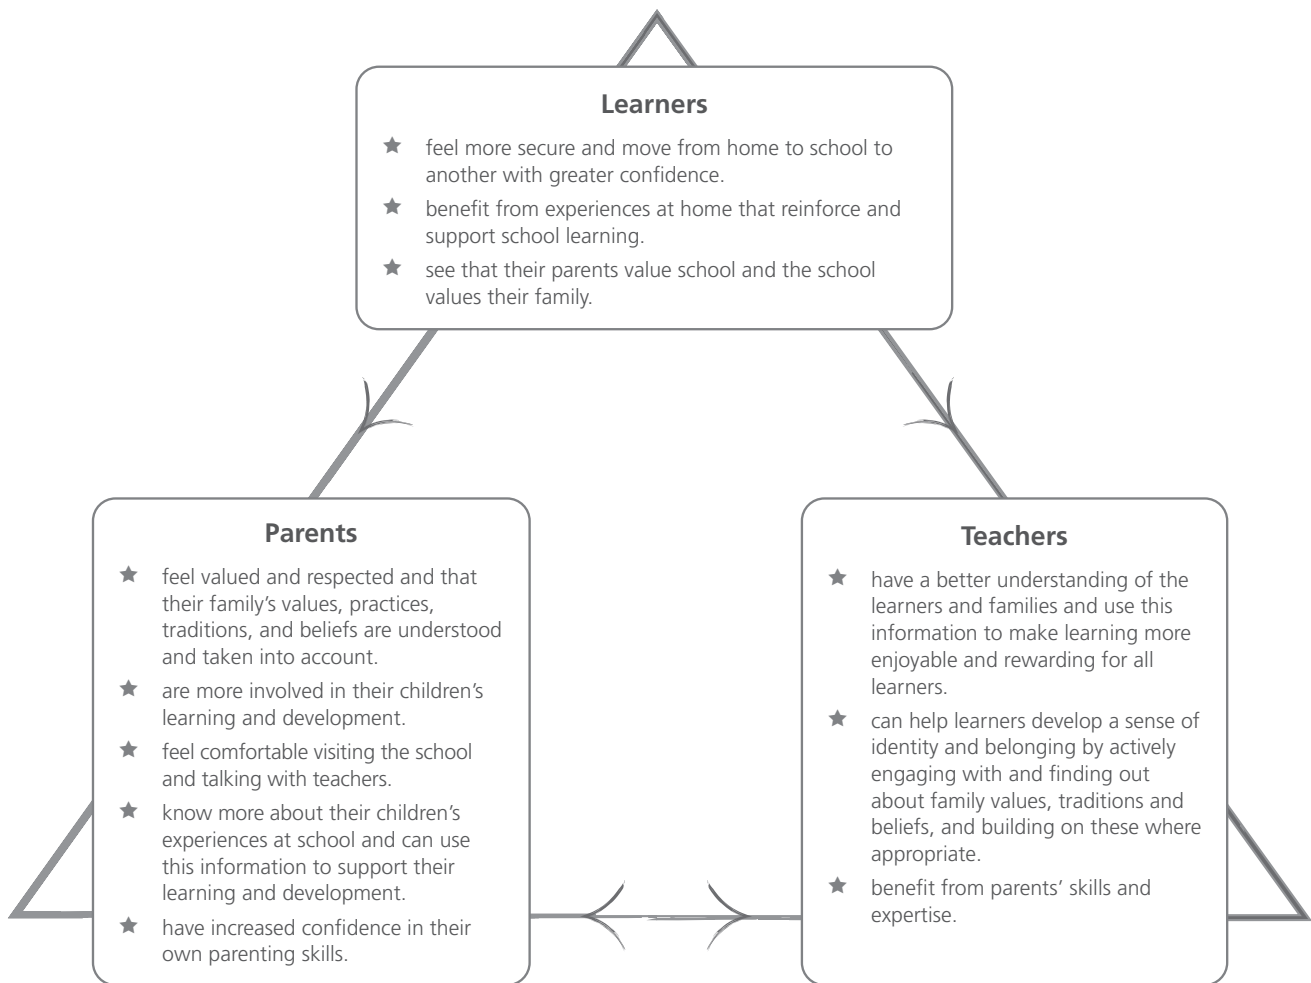 Learners
★ feel more secure and move from home to school to
another with greater confidence.
★ benefit from experiences at home that reinforce and
support school learning.
★ see that their parents value school and the school
values their family.
Parents
★ feel valued and respected and that
their family's values, practices,
traditions, and beliefs are understood
and taken into account.
★ are more involved in their children's
learning and development.
★ feel comfortable visiting the school
and talking with teachers.
★ know more about their children's
experiences at school and can use
this information to support their
learning and development.
★ have increased confidence in their
own parenting skills.
Teachers
★ have a better understanding of the
learners and families and use this
information to make learning more
enjoyable and rewarding for all
learners.
★ can help learners develop a sense of
identity and belonging by actively
engaging with and finding out
about family values, traditions and
beliefs, and building on these where
appropriate.
★ benefit from parents' skills and
expertise.